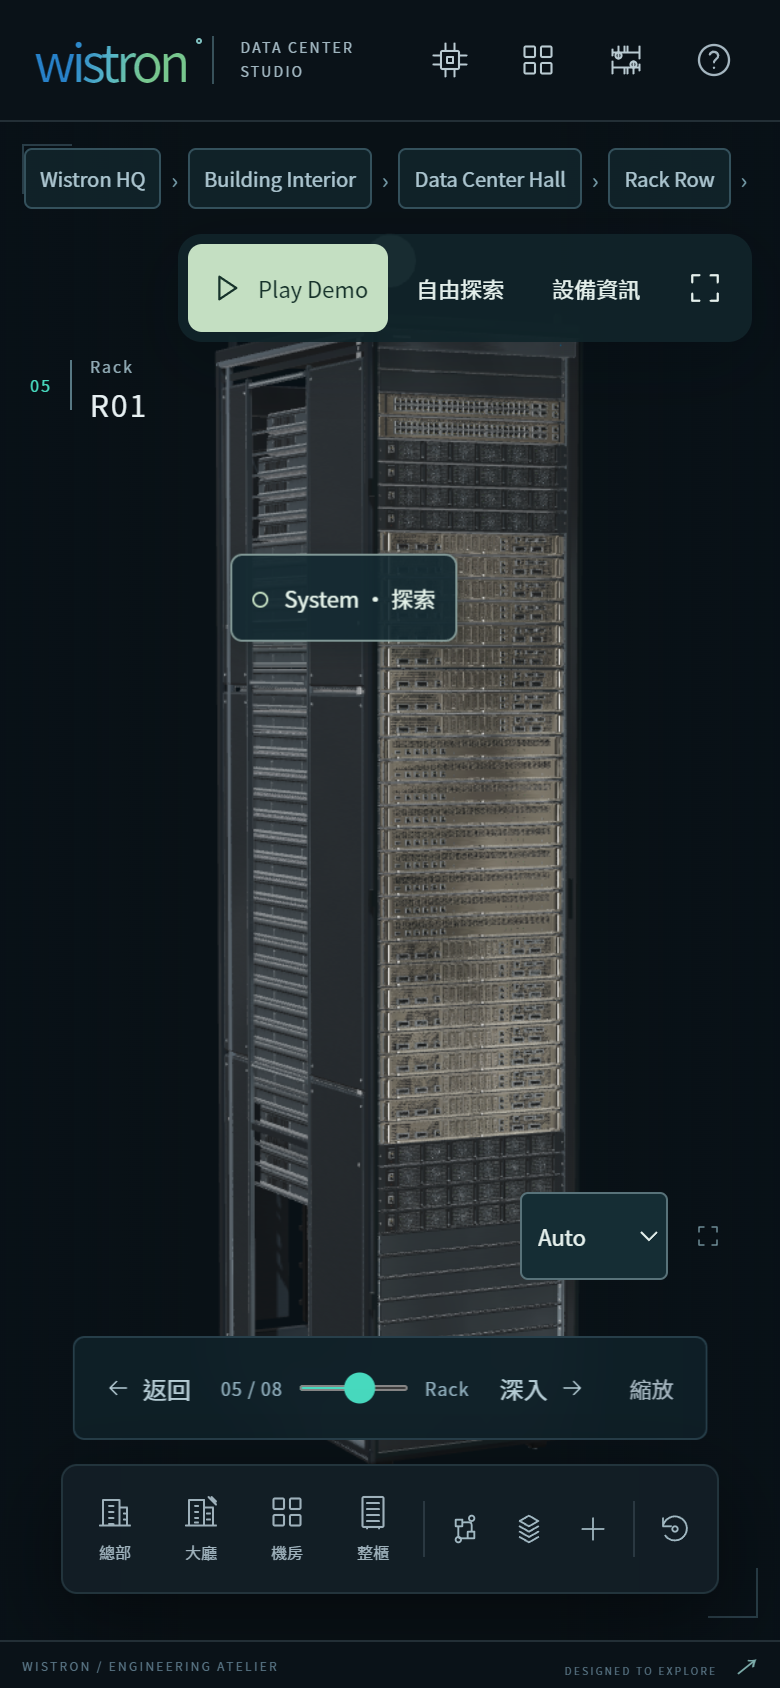 wistron
DATA CENTER
STUDIO
Wistron HQ › Building Interior › Data Center Hall › Rack Row ›
Play Demo 自由探索 設備資訊
05
Rack
R01
System · 探索
Auto
← 返回 05 / 08 Rack 深入 → 縮放
總部 大廳 機房 整櫃
WISTRON / ENGINEERING ATELIER
DESIGNED TO EXPLORE